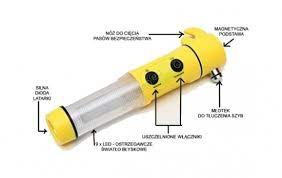 NÓŻ DO CIĘCIA
PASÓW BEZPIECZEŃSTWA
MAGNETYCZNA
PODSTAWA
SILNA
DIODA
LATARKI
MŁOTEK
DO TŁUCZENIA SZYB
USZCZELNIONE WŁĄCZNIKI
9 x LED - OSTRZEGAWCZE
ŚWIATŁO BŁYSKOWE